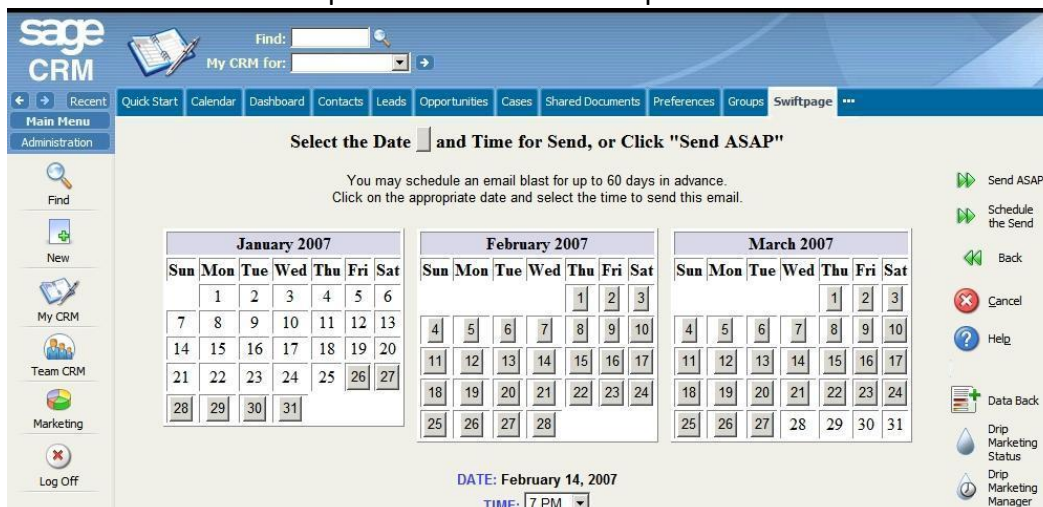 sage
CRM
Find:
My CRM for:
Recent
Main Menu
Administration
Quick Start Calendar Dashboard Contacts Leads Opportunities Cases Shared Documents Preferences Groups Swiftpage
Find
New
My CRM
Team CRM
Marketing
Log Off
Select the Date and Time for Send, or Click "Send ASAP"
You may schedule an email blast for up to 60 days in advance.
Click on the appropriate date and select the time to send this email.
January 2007
Sun Mon Tue Wed Thu Fri Sat
1 2 3 4 5 6
7 8 9 10 11 12 13
14 15 16 17 18 19 20
21 22 23 24 25 26 27
28 29 30 31
February 2007
Sun Mon Tue Wed Thu Fri Sat
1 2 3
4 5 6 7 8 9 10
11 12 13 14 15 16 17
18 19 20 21 22 23 24
25 26 27 28
March 2007
Sun Mon Tue Wed Thu Fri Sat
1 2 3
4 5 6 7 8 9 10
11 12 13 14 15 16 17
18 19 20 21 22 23 24
25 26 27 28 29 30 31
DATE: February 14, 2007
TIME: 7 PM
Send ASAP
Schedule
the Send
Back
Cancel
Help
Data Back
Drip
Marketing
Status
Drip
Marketing
Manager